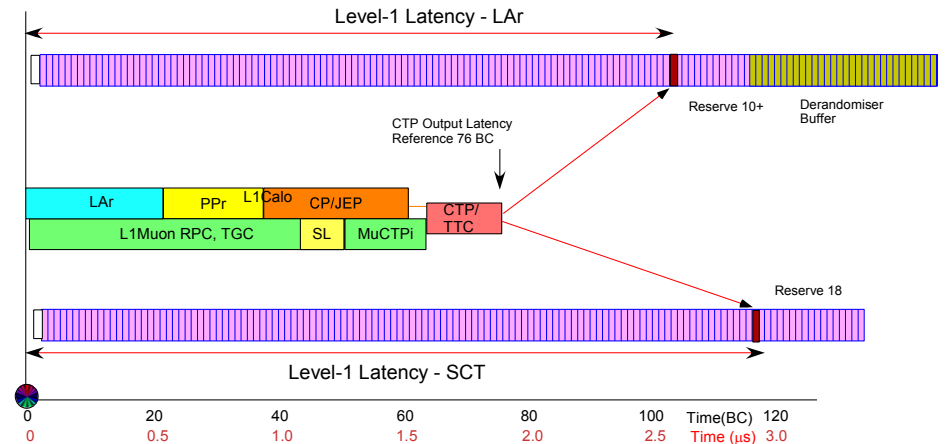 Level-1 Latency - LAr
Reserve 10+
Derandomiser
Buffer
CTP Output Latency
Reference 76 BC
L1Calo
LAr
PPr
CP/JEP
CTP/
TTC
L1Muon RPC, TGC
SL
MuCTPi
Reserve 18
Level-1 Latency - SCT
0 20 40 60 80 100 Time(BC) 120
0 0.5 1.0 1.5 2.0 2.5 Time (µs) 3.0